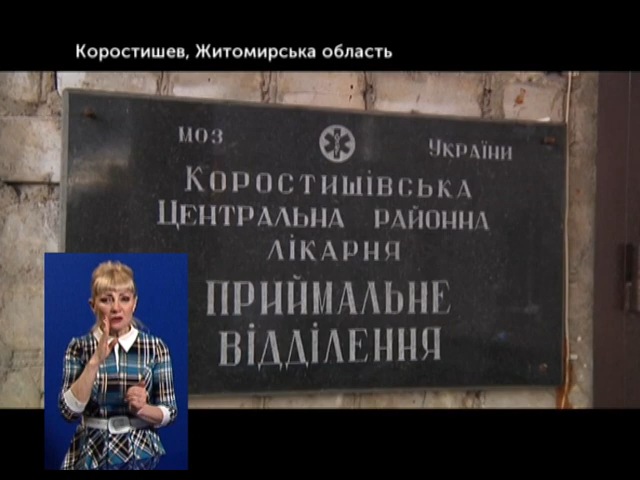 Коростишев, Житомирська область
МОЗ УКРАЇНИ
КОРОСТИШІВСЬКА
ЦЕНТРАЛЬНА РАЙОННА
ЛІКАРНЯ
ПРИЙМАЛЬНЕ
ВІДДІЛЕННЯ